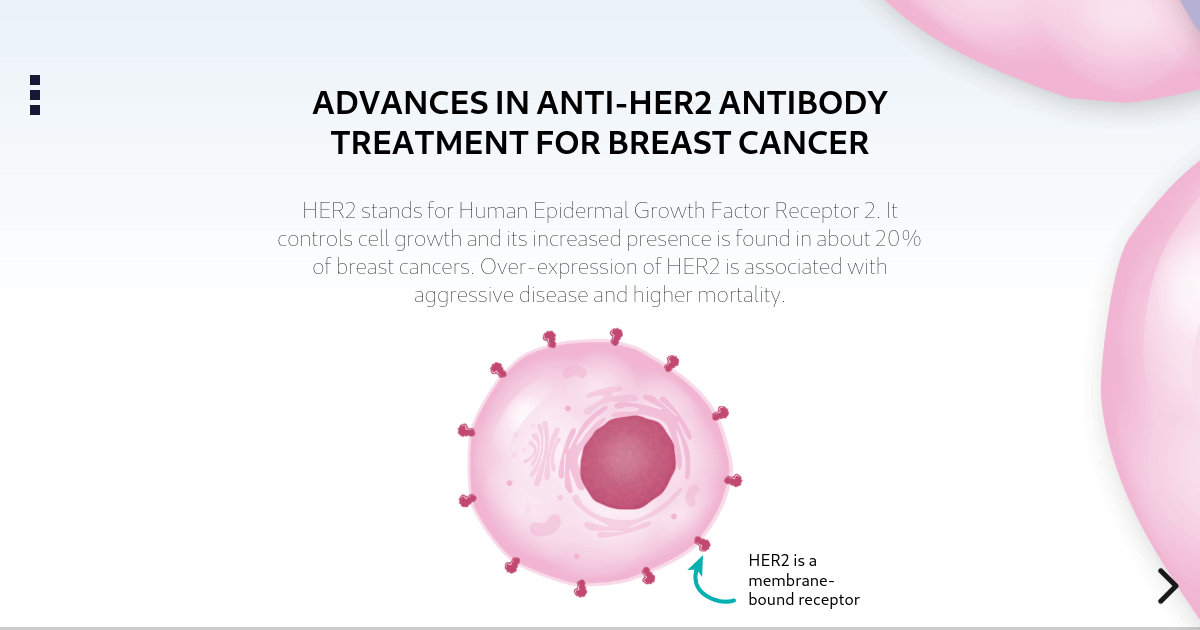 ADVANCES IN ANTI-HER2 ANTIBODY
TREATMENT FOR BREAST CANCER
HER2 stands for Human Epidermal Growth Factor Receptor 2. It
controls cell growth and its increased presence is found in about 20%
of breast cancers. Over-expression of HER2 is associated with
aggressive disease and higher mortality.
HER2 is a
membrane-
bound receptor